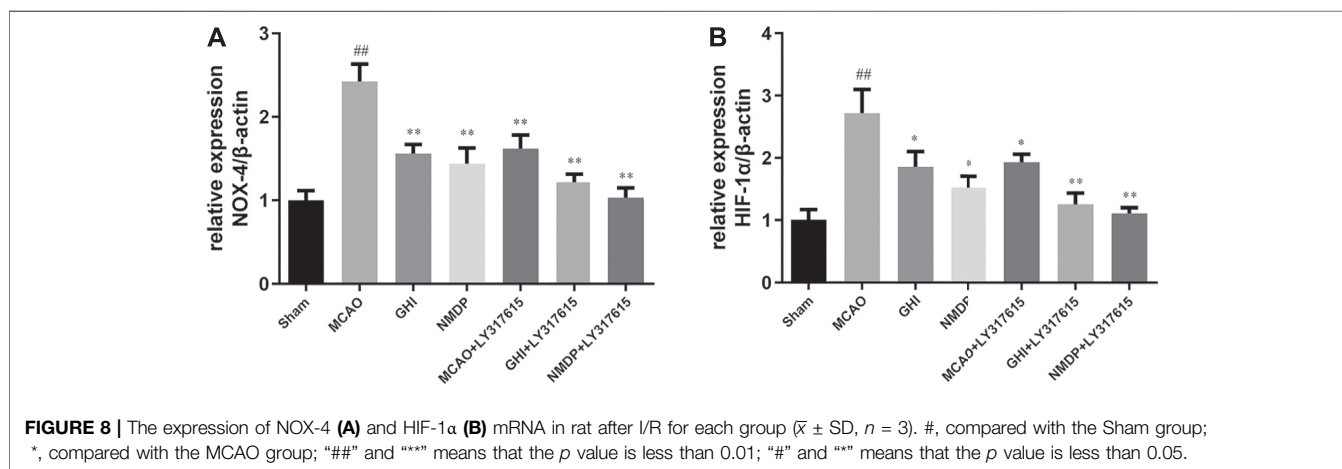 A
relative expression
NOX-4/β-actin
3
2
1
0
##
**
**
**
**
**
Sham
MCAO
GHI
NMDP
MCAO+LY317615
GHI+LY317615
NMDP+LY317615
B
relative expression
HIF-1α/β-actin
4
3
2
1
0
##
*
*
*
**
**
Sham
MCAO
GHI
NMDP
MCAO+LY317615
GHI+LY317615
NMDP+LY317615
FIGURE 8 | The expression of NOX-4 (A) and HIF-1α (B) mRNA in rat after I/R for each group (x̅ ± SD, n = 3). #, compared with the Sham group;
*, compared with the MCAO group; “##” and “**” means that the p value is less than 0.01; “#” and “*” means that the p value is less than 0.05.